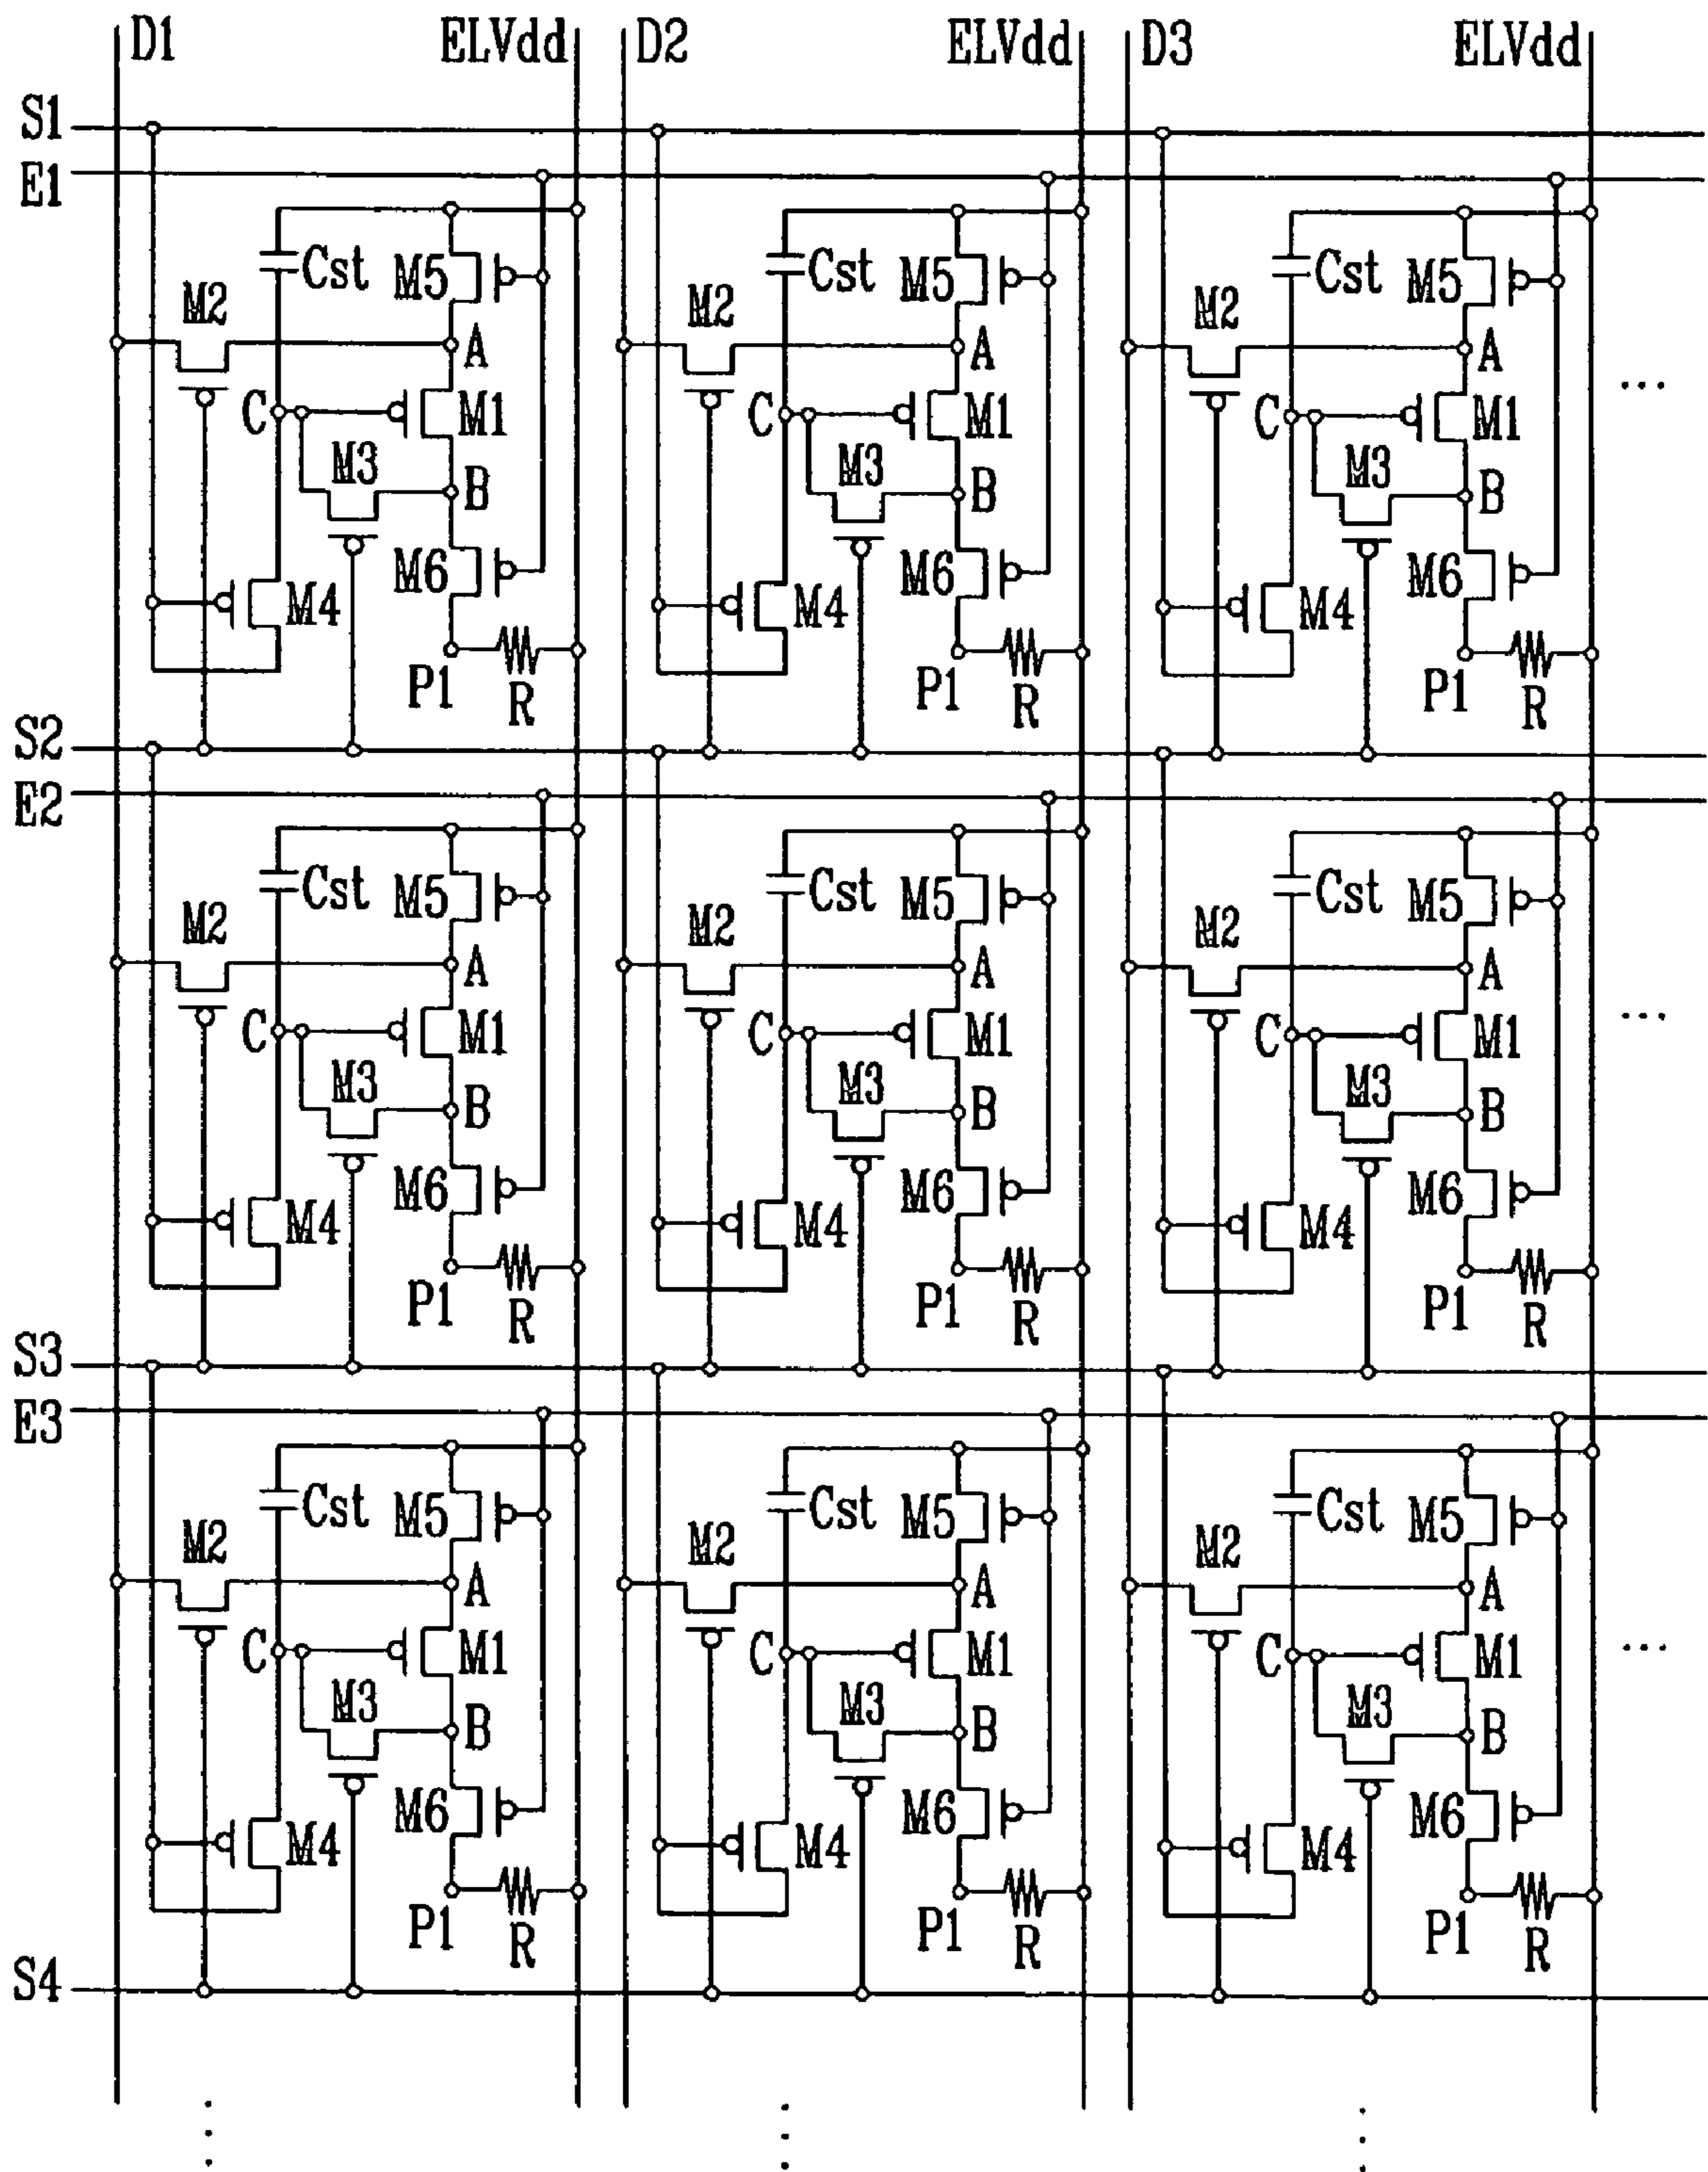 D1 ELVdd D2 ELVdd D3 ELVdd
S1
E1
Cst M5 Cst M5 Cst M5
M2 M2 M2
A A A
C M1 C M1 C M1 ...
M3 M3 M3
B B B
M6 M6 M6
M4 M4 M4
P1 R P1 R P1 R
S2
E2
Cst M5 Cst M5 Cst M5
M2 M2 M2
A A A
C M1 C M1 C M1 ...
M3 M3 M3
B B B
M6 M6 M6
M4 M4 M4
P1 R P1 R P1 R
S3
E3
Cst M5 Cst M5 Cst M5
M2 M2 M2
A A A
C M1 C M1 C M1 ...
M3 M3 M3
B B B
M6 M6 M6
M4 M4 M4
P1 R P1 R P1 R
S4